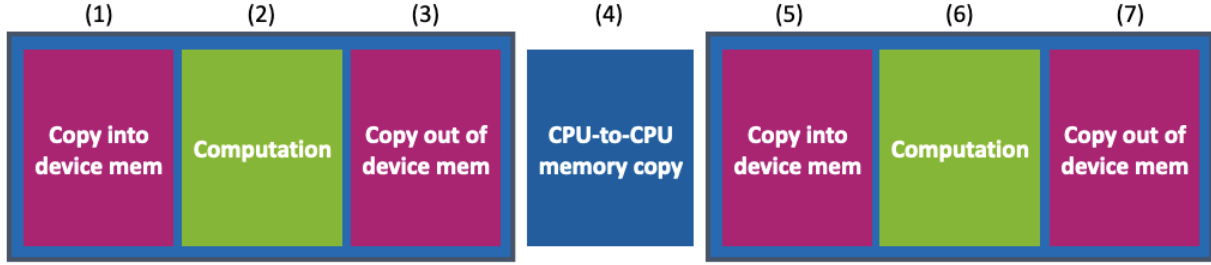 (1) (2) (3) (4) (5) (6) (7)
Copy into
device mem
Computation
Copy out of
device mem
CPU-to-CPU
memory copy
Copy into
device mem
Computation
Copy out of
device mem